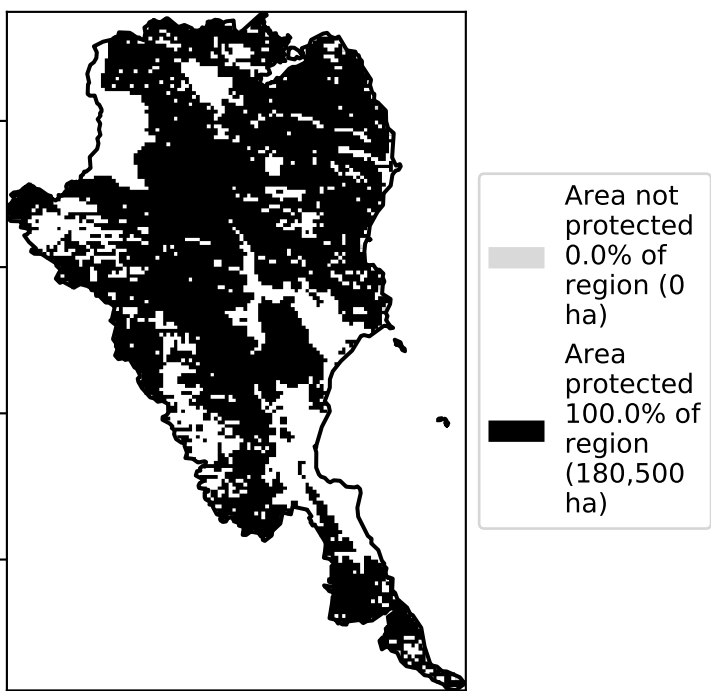 Area not
protected
0.0% of
region (0
ha)
Area
protected
100.0% of
region
(180,500
ha)